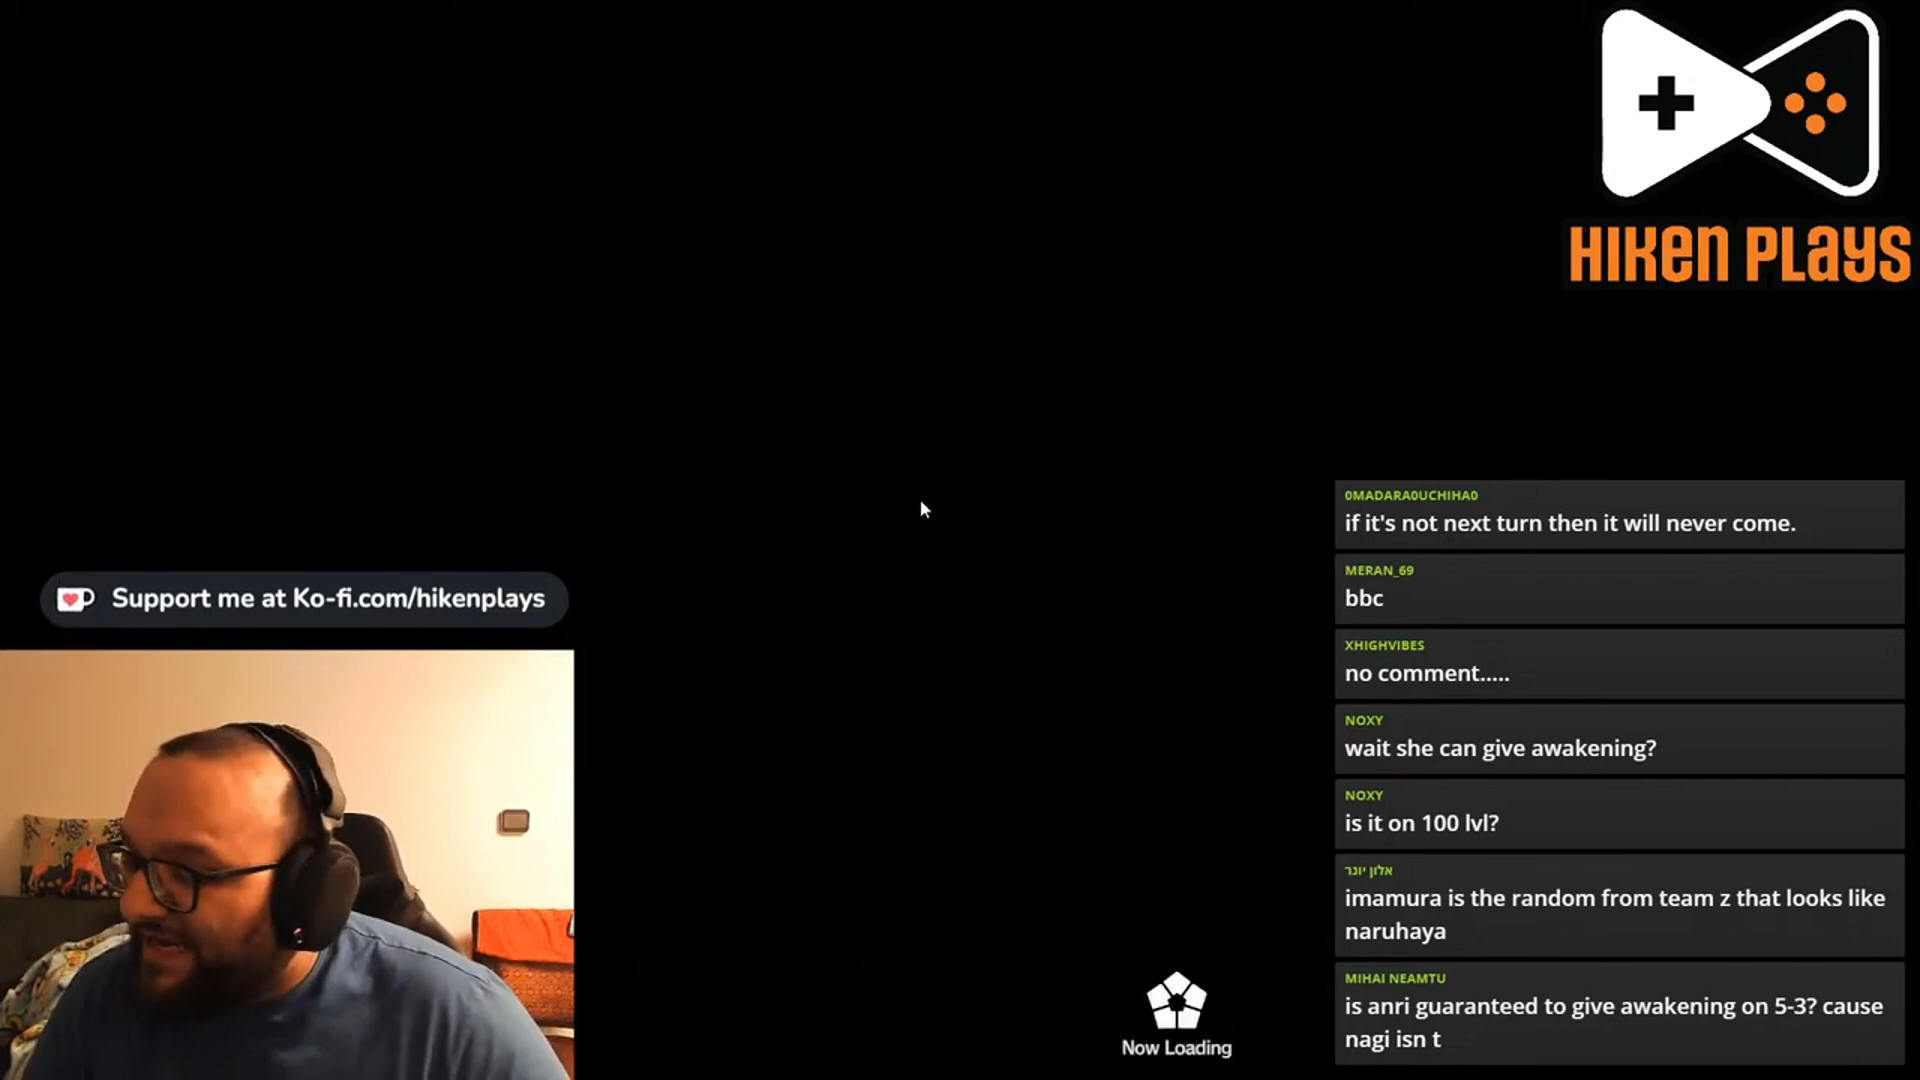 HIKEN PLAYS
0MADARA0UCHIHA0
if it's not next turn then it will never come.
MERAN_69
bbc
XHIGHVIBES
no comment.....
NOXY
wait she can give awakening?
NOXY
is it on 100 lvl?
אלון יונר
imamura is the random from team z that looks like
naruhaya
MIHAI NEAMTU
is anri guaranteed to give awakening on 5-3? cause
nagi isn t
Support me at Ko-fi.com/hikenplays
Now Loading